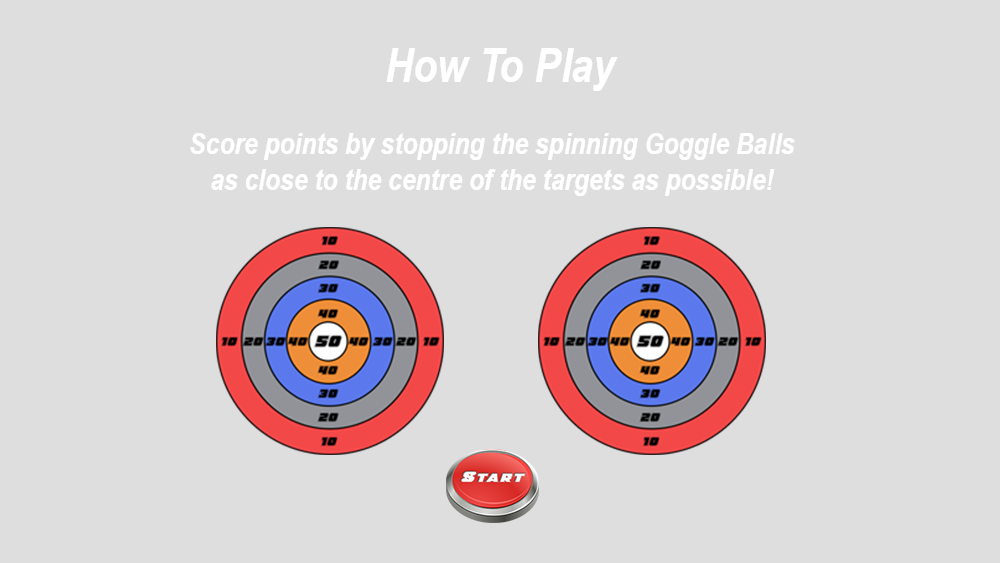 How To Play
Score points by stopping the spinning Goggle Balls
as close to the centre of the targets as possible!
10 10
20 20
30 30
40 40
10 20 30 40 50 40 30 20 10 10 20 30 40 50 40 30 20 10
40 40
30 30
20 20
10 10
START